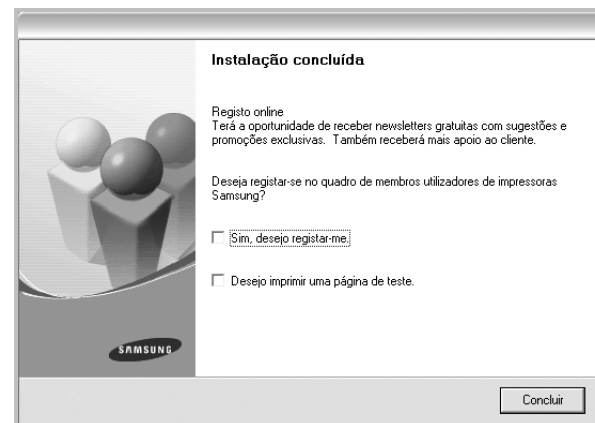 Instalação concluída
Registo online
Terá a oportunidade de receber newsletters gratuitas com sugestões e
promoções exclusivas. Também receberá mais apoio ao cliente.
Deseja registar-se no quadro de membros utilizadores de impressoras
Samsung?
Sim, desejo registar-me.
Desejo imprimir uma página de teste.
SAMSUNG
Concluir